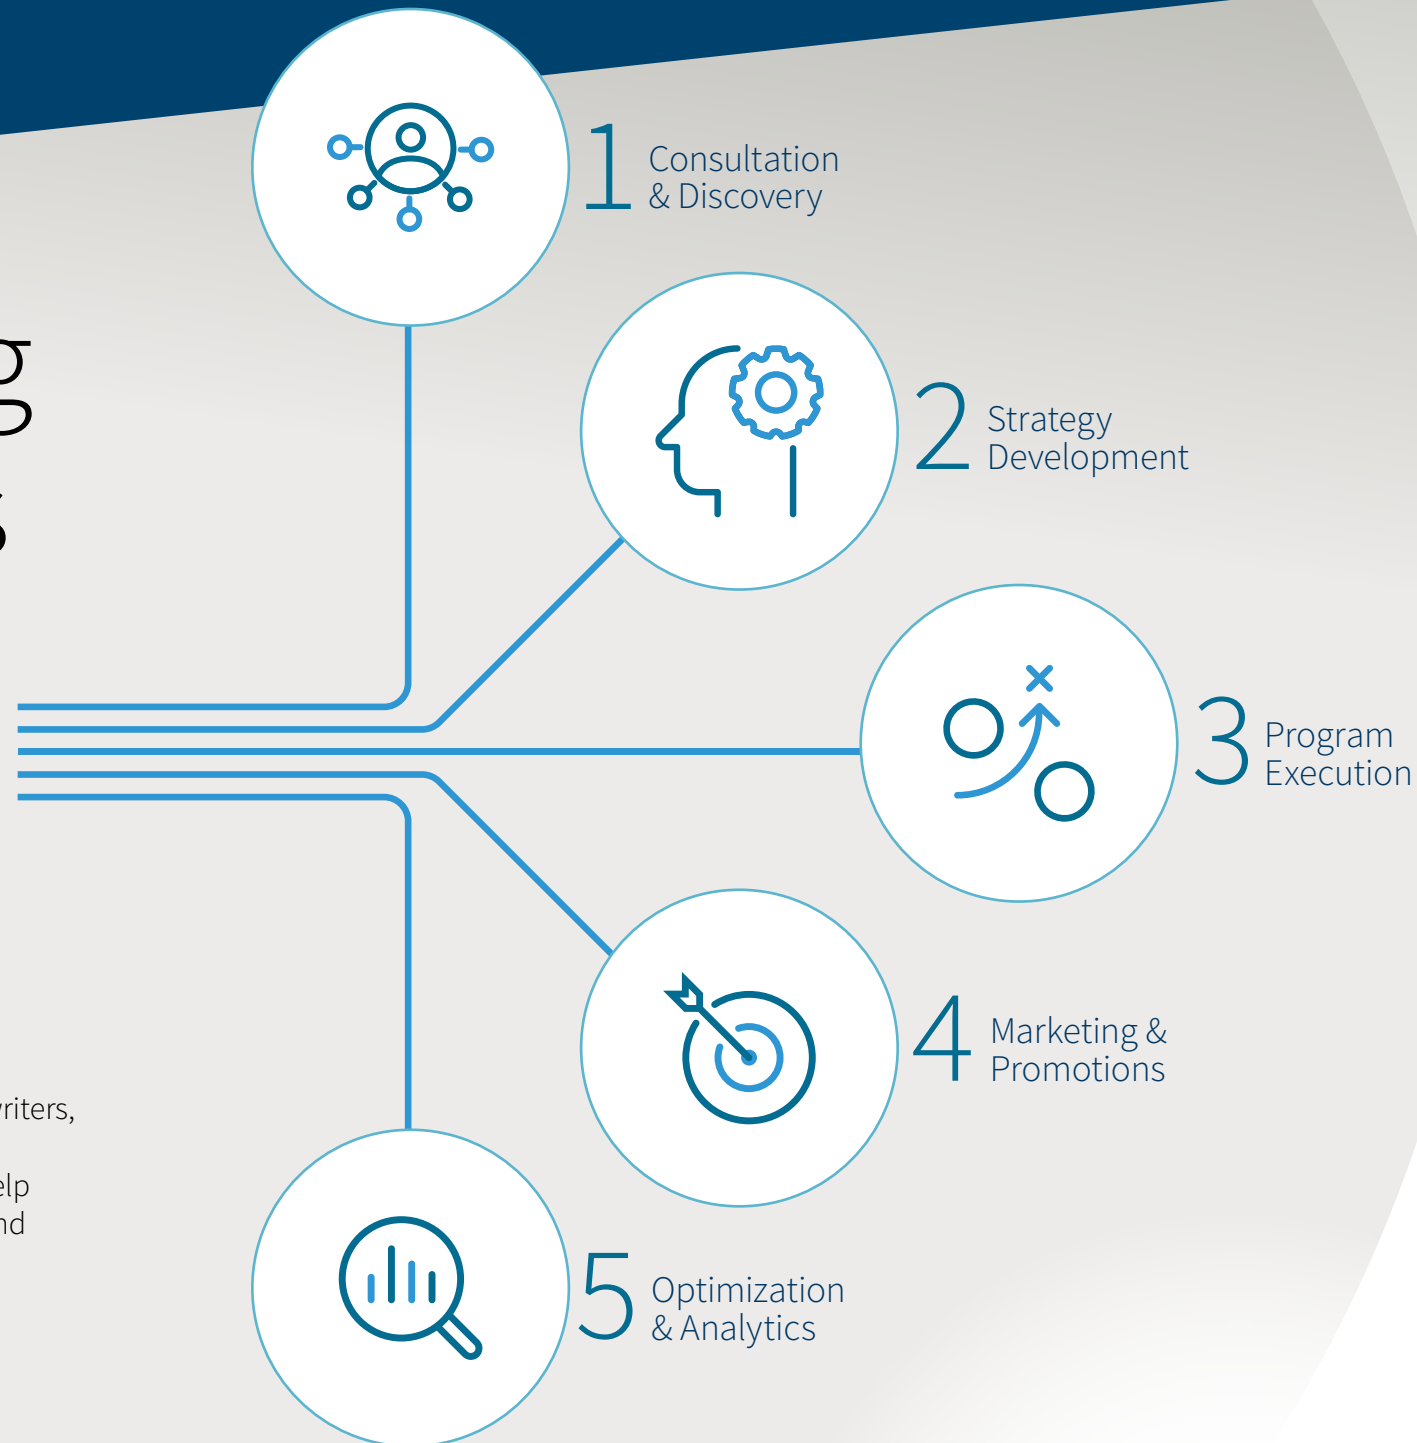 1
Consultation
& Discovery
2
Strategy
Development
3
Program
Execution
4
Marketing &
Promotions
5
Optimization
& Analytics